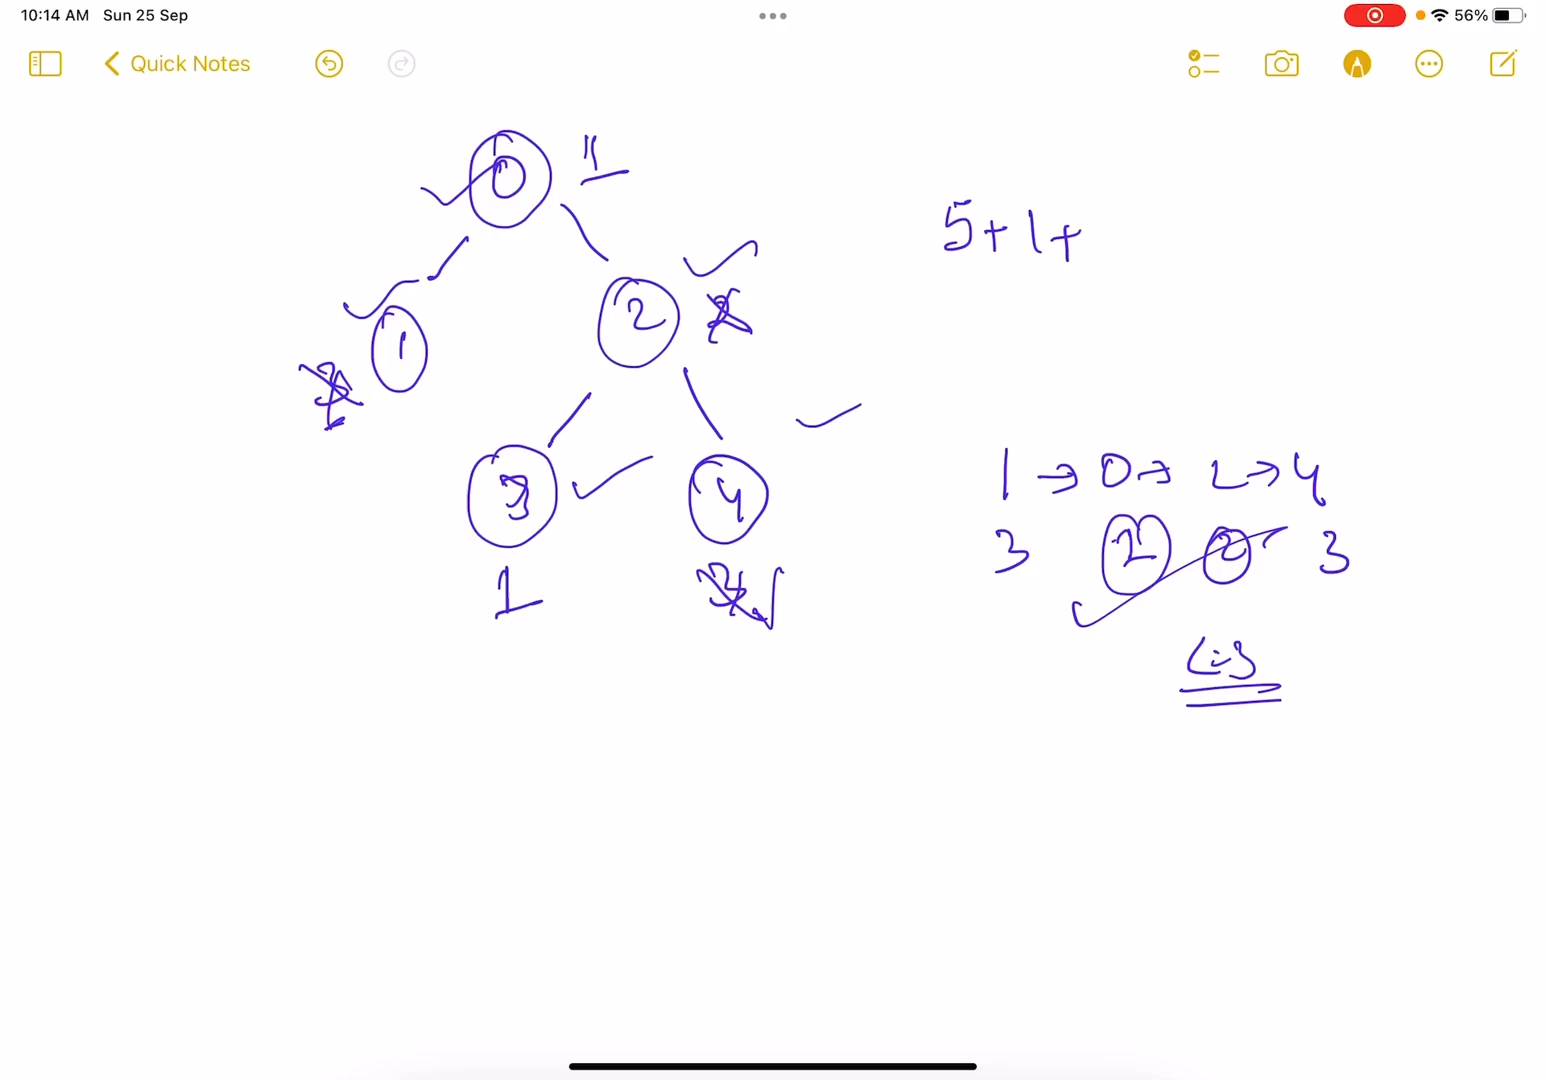 10:14 AM Sun 25 Sep
56%
Quick Notes
0 1
5+1+
2
1
3 4
1
1 → 0 → 2 → 4
3 2 2 3